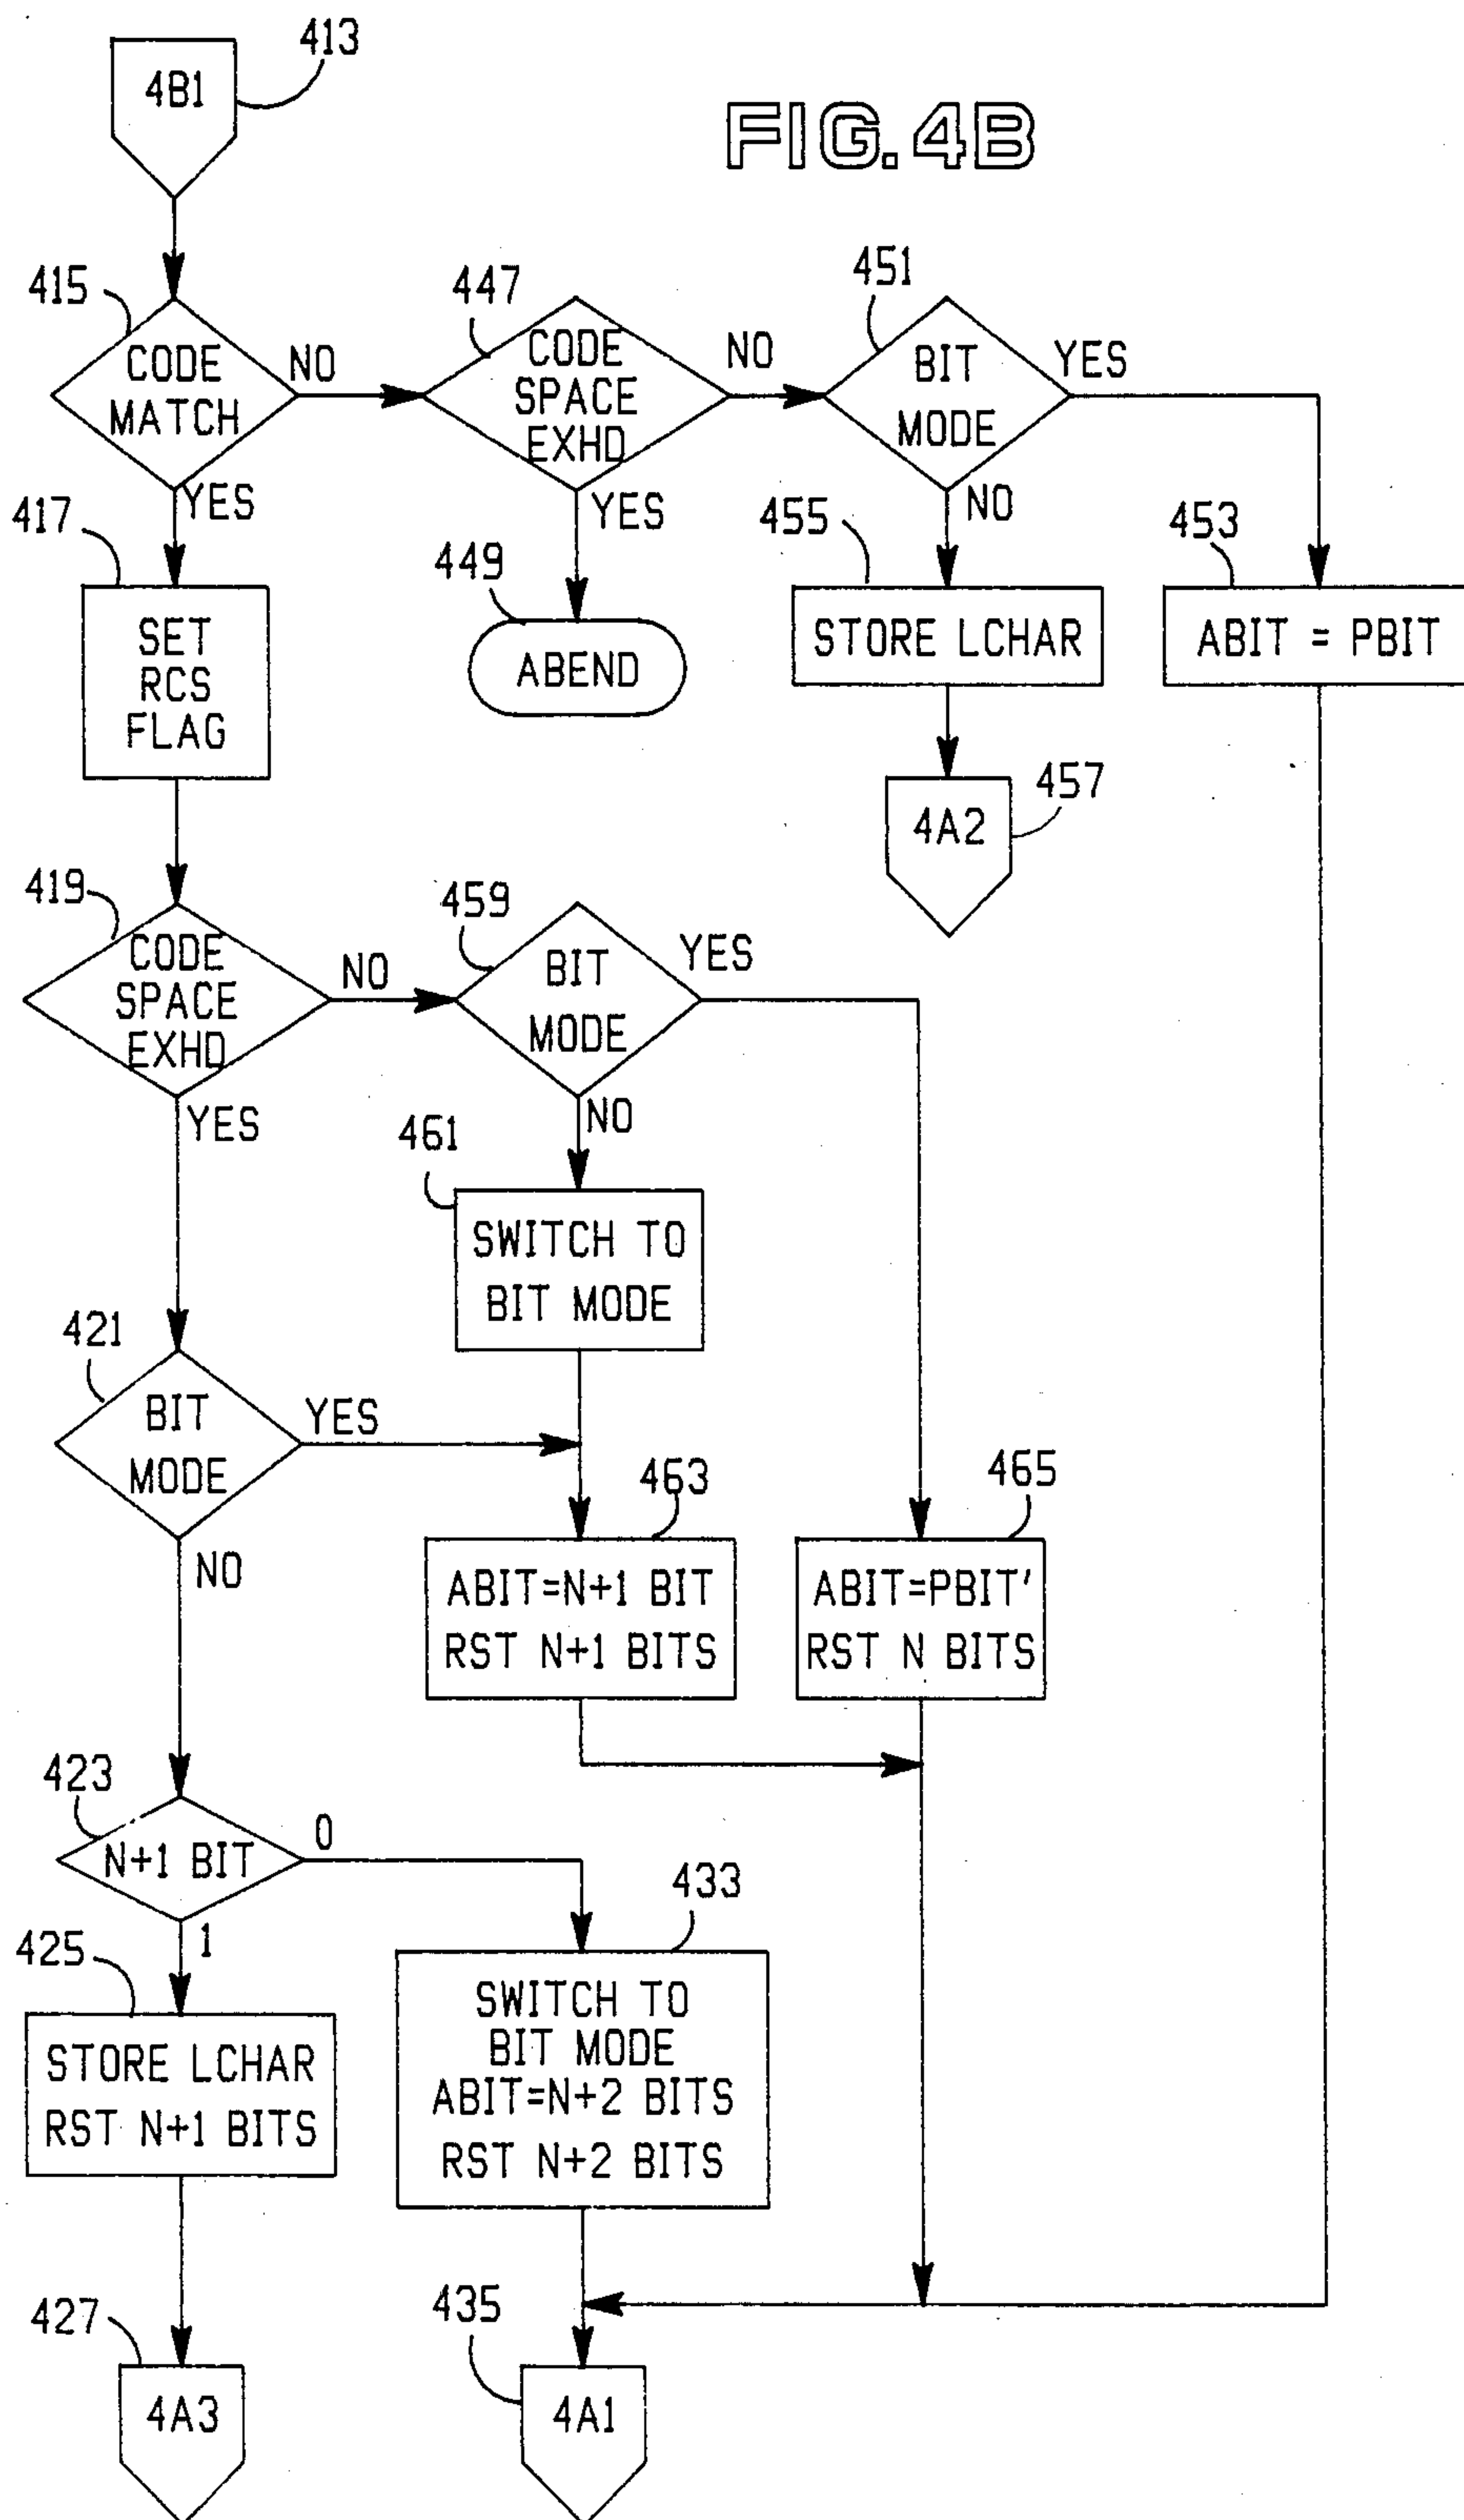 413
4B1
FIG. 4B
415
447
451
CODE
MATCH
NO
CODE
SPACE
EXHD
NO
BIT
MODE
YES
YES
YES
NO
417
449
455
453
SET
RCS
FLAG
ABEND
STORE LCHAR
ABIT = PBIT
4A2
457
419
459
CODE
SPACE
EXHD
NO
BIT
MODE
YES
YES
NO
461
SWITCH TO
BIT MODE
421
BIT
MODE
YES
NO
463
465
ABIT=N+1 BIT
RST N+1 BITS
ABIT=PBIT'
RST N BITS
423
N+1 BIT
0
1
433
425
STORE LCHAR
RST N+1 BITS
SWITCH TO
BIT MODE
ABIT=N+2 BITS
RST N+2 BITS
427
435
4A3
4A1